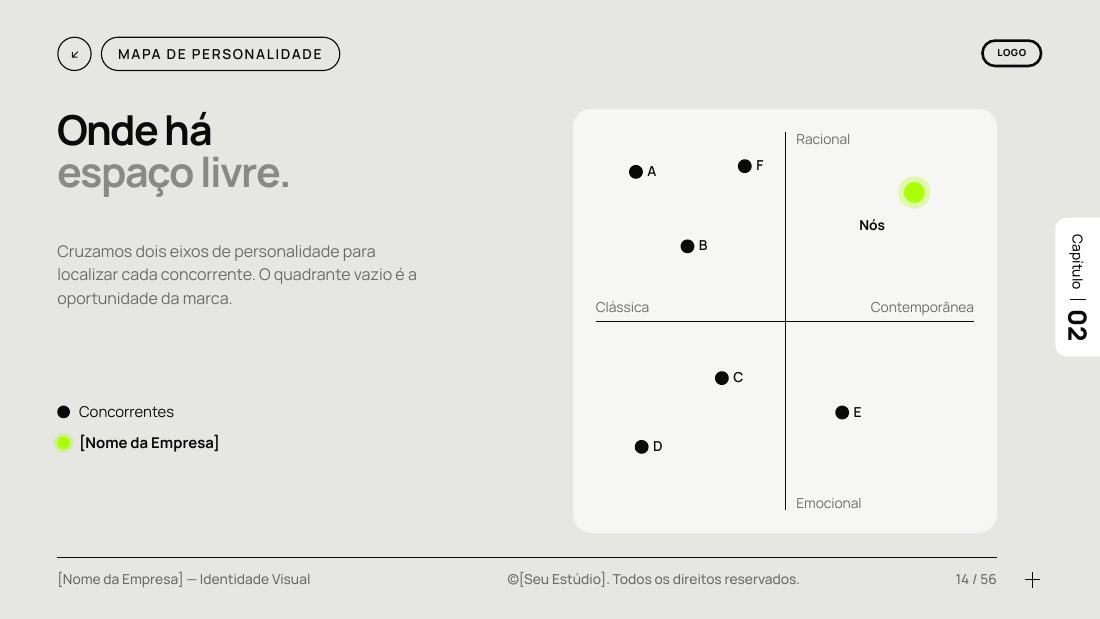 MAPA DE PERSONALIDADE
LOGO
Onde há
espaço livre.
Cruzamos dois eixos de personalidade para
localizar cada concorrente. O quadrante vazio é a
oportunidade da marca.
Concorrentes
[Nome da Empresa]
Racional
A
F
Nós
B
Clássica
Contemporânea
C
E
D
Emocional
Capítulo | 02
[Nome da Empresa] — Identidade Visual
©[Seu Estúdio]. Todos os direitos reservados.
14 / 56